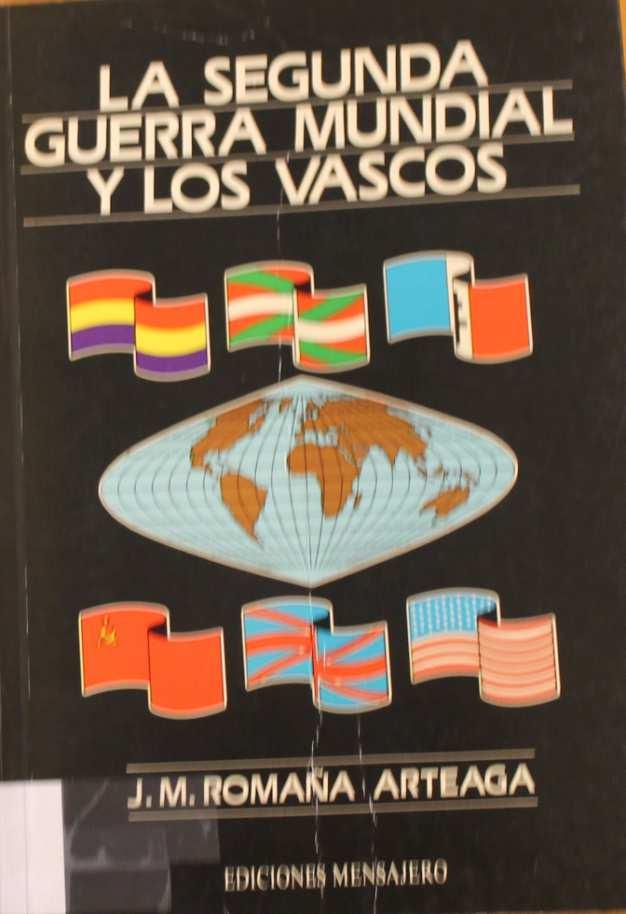 LA SEGUNDA
GUERRA MUNDIAL
Y LOS VASCOS
J.M. ROMAÑA ARTEAGA
EDICIONES MENSAJERO